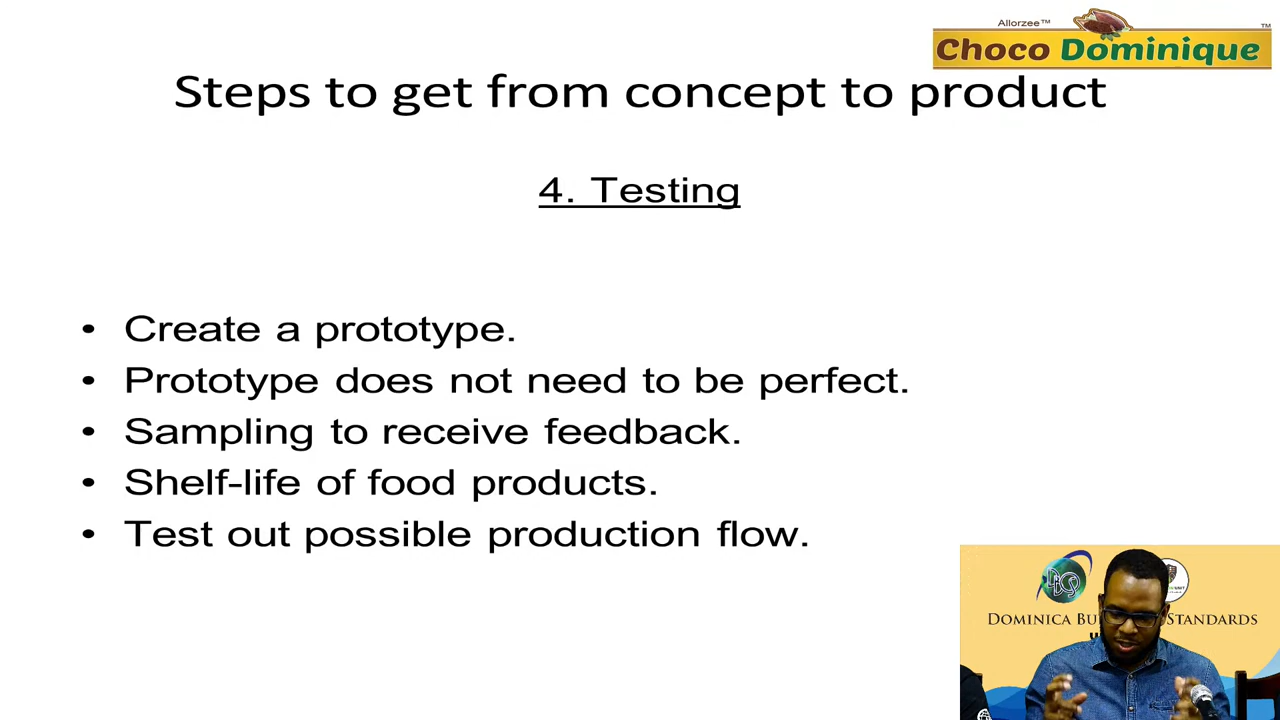 Allorzee™
™
Choco Dominique
Steps to get from concept to product
4. Testing
• Create a prototype.
• Prototype does not need to be perfect.
• Sampling to receive feedback.
• Shelf-life of food products.
• Test out possible production flow.
DOMINICA BU STANDARDS